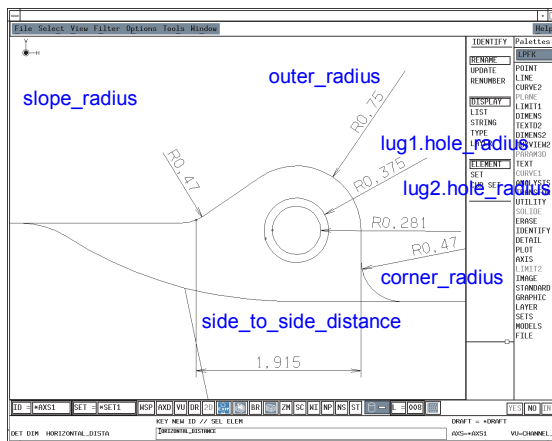 File Select View Filter Options Tools Window
Help
IDENTIFY
Palettes
LPFK
Y
H
slope_radius
outer_radius
lug1.hole_radius
lug2.hole_radius
corner_radius
side_to_side_distance
R0,47
R0,75
R0,375
R0,281
R0,47
1,915
RENAME
UPDATE
RENUMBER
DISPLAY
LIST
STRING
TYPE
ELEMENT
SET
POINT
LINE
CURVE2
PLANE
LIMIT1
DIMENS
TEXTD2
DIMENS2
PARAM3D
TEXT
CURVE1
ANALYSIS
UTILITY
SOLIDE
ERASE
IDENTIFY
DETAIL
PLOT
AXIS
LIMIT2
IMAGE
STANDARD
GRAPHIC
LAYER
SETS
MODELS
FILE
ID = *AXS1 SET = *SET1 WSP AXD VU DR 2D BR ZM SC WI NP NS ST L = 008 YES NO IN
KEY NEW ID // SEL ELEM
DRAFT = *DRAFT
DET DIM HORIZONTAL_DISTA
HORIZONTAL_DISTANCE
AXS=*AXS1 VU=CHANNEL.